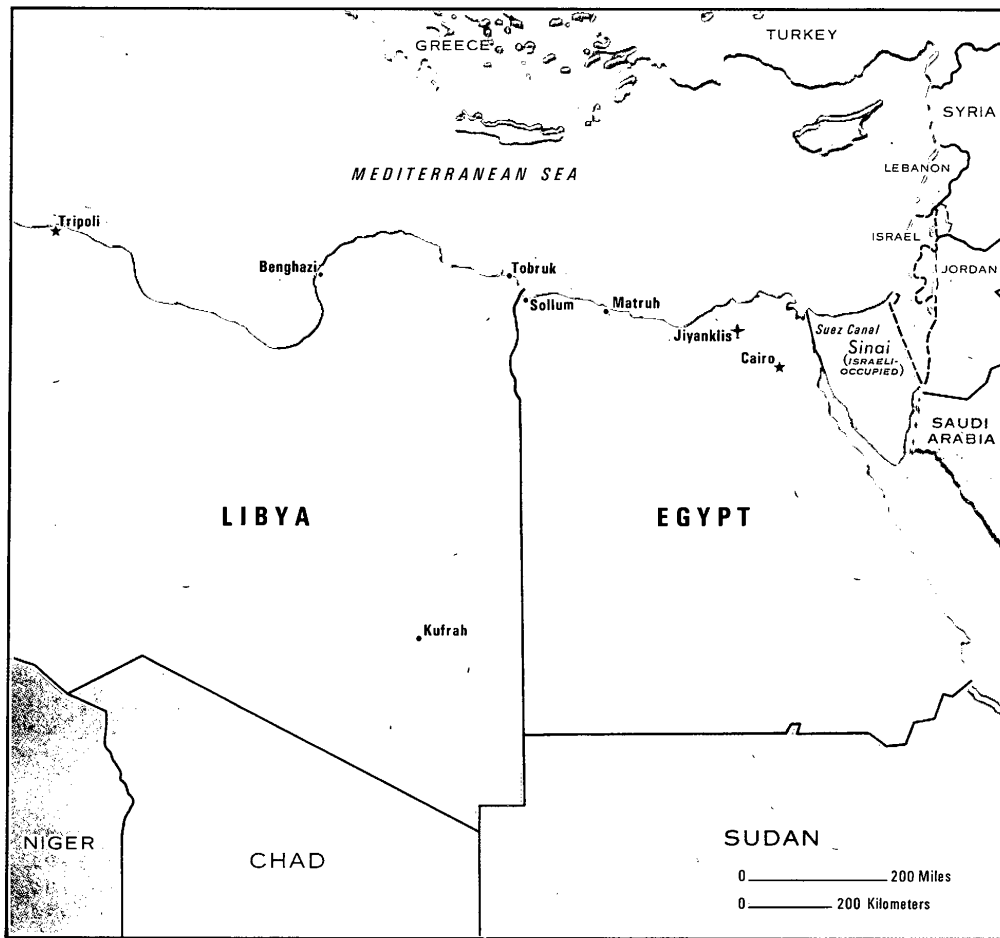 TURKEY
GREECE
SYRIA
LEBANON
MEDITERRANEAN SEA
Tripoli
ISRAEL
Benghazi
Tobruk
JORDAN
Sollum
Matruh
Jiyanklis
Suez Canal
Sinai
(ISRAELI-
OCCUPIED)
Cairo
SAUDI
ARABIA
LIBYA
EGYPT
Kufrah
NIGER
CHAD
SUDAN
0 200 Miles
0 200 Kilometers